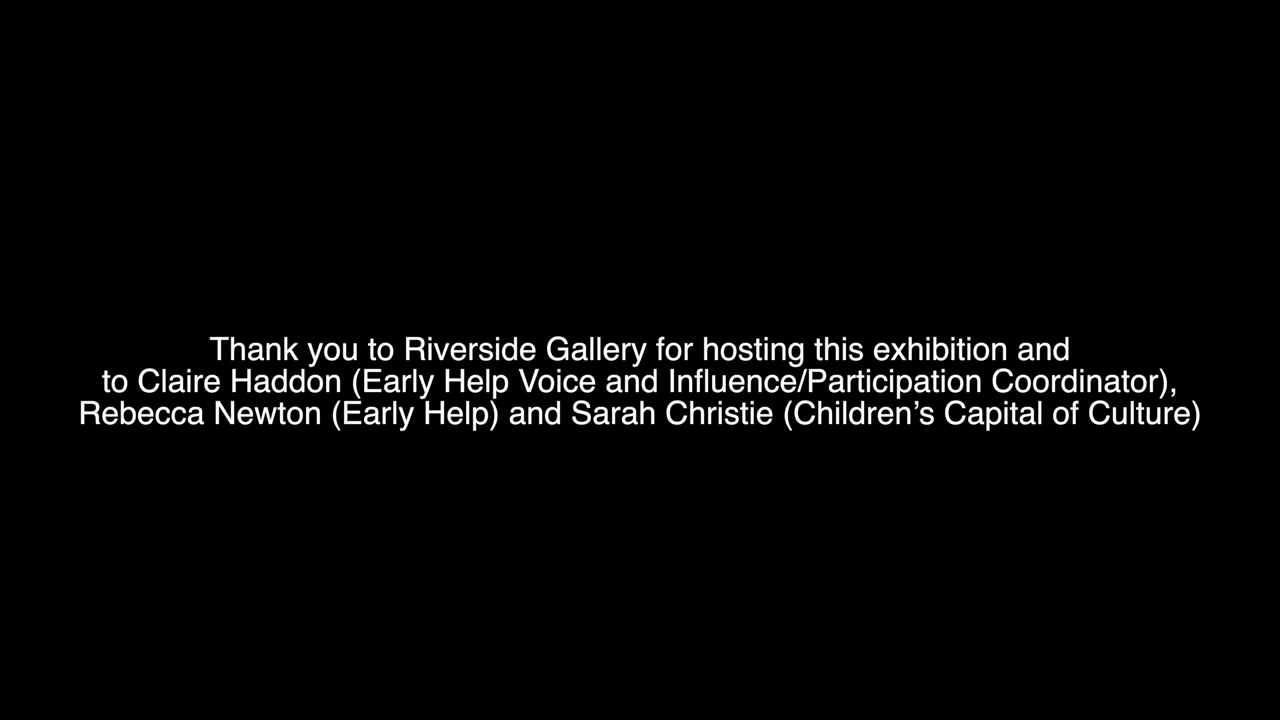 Thank you to Riverside Gallery for hosting this exhibition and
to Claire Haddon (Early Help Voice and Influence/Participation Coordinator),
Rebecca Newton (Early Help) and Sarah Christie (Children’s Capital of Culture)